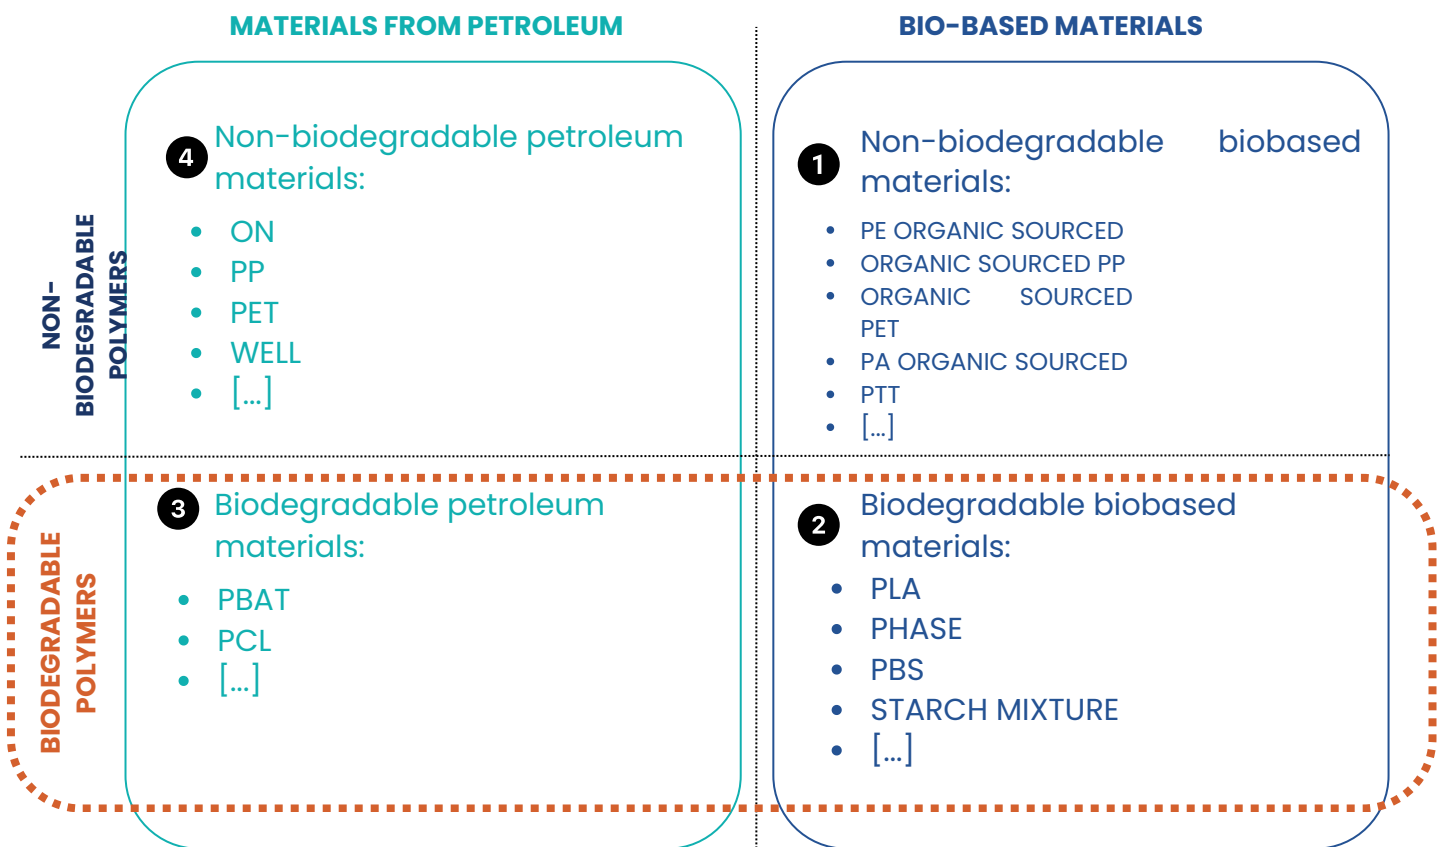 MATERIALS FROM PETROLEUM
BIO-BASED MATERIALS
NON-
BIODEGRADABLE
POLYMERS
4
Non-biodegradable petroleum
materials:
• ON
• PP
• PET
• WELL
• [...]
1
Non-biodegradable biobased
materials:
• PE ORGANIC SOURCED
• ORGANIC SOURCED PP
• ORGANIC SOURCED
PET
• PA ORGANIC SOURCED
• PTT
• [...]
BIODEGRADABLE
POLYMERS
3
Biodegradable petroleum
materials:
• PBAT
• PCL
• [...]
2
Biodegradable biobased
materials:
• PLA
• PHASE
• PBS
• STARCH MIXTURE
• [...]